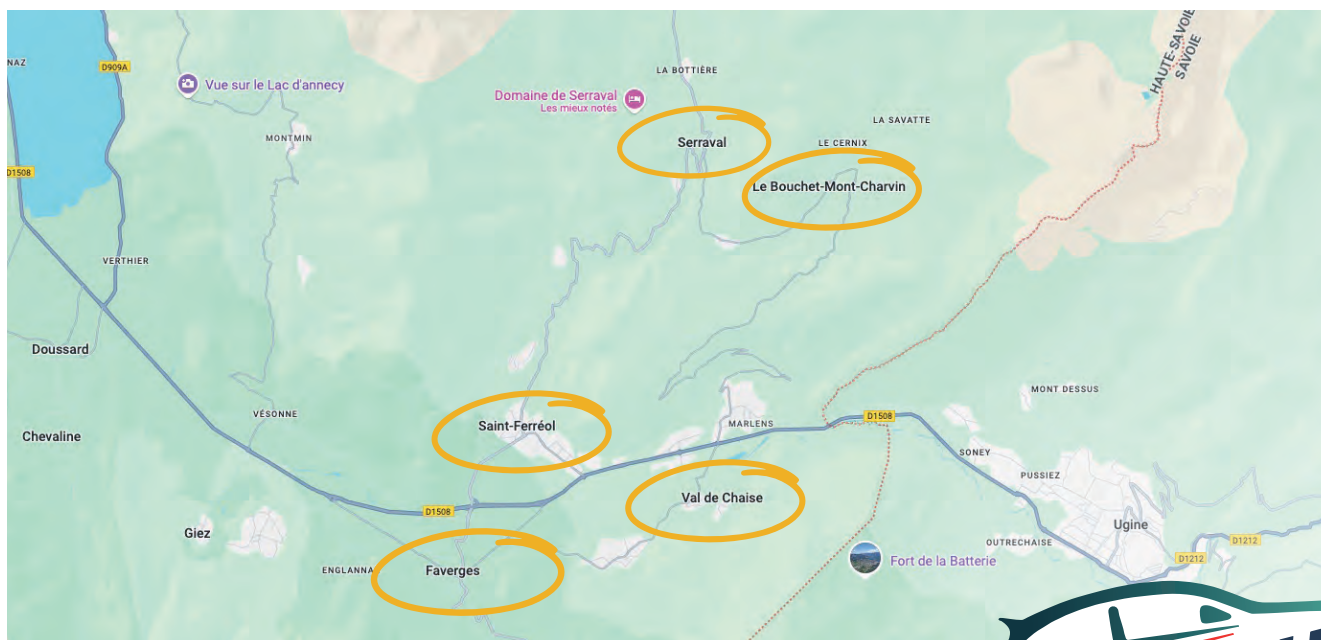 NAZ
D909A
Vue sur le Lac d'annecy
MONTMIN
LA BOTTIÈRE
Domaine de Serraval
Les mieux notés
Serraval
LA SAVATTE
LE CERNIX
Le Bouchet-Mont-Charvin
HAUTE-SAVOIE
SAVOIE
D1508
VERTHIER
Doussard
VÉSONNE
Chevaline
Saint-Ferréol
MARLENS
D1508
MONT DESSUS
SONEY
PUSSIEZ
Val de Chaise
D1508
Giez
Ugine
OUTRECHAISE
D1212
D1212
ENGLANNA
Faverges
Fort de la Batterie